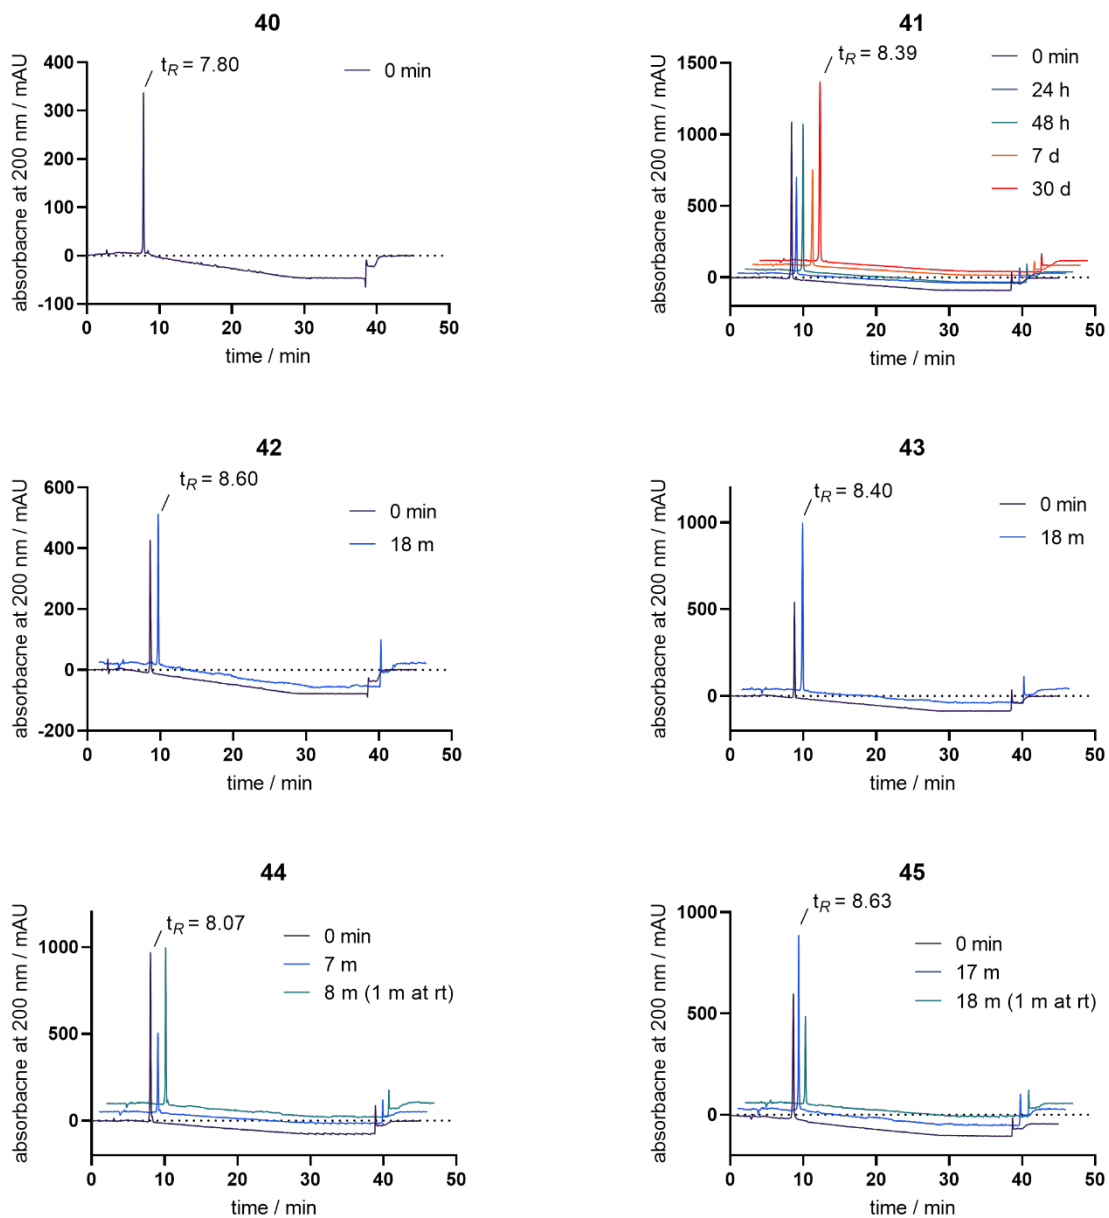 40
absorbacne at 200 nm / mAU
400
300
200
100
0
-100
t_R = 7.80
0 min
0
10
20
30
40
50
time / min
41
absorbacne at 200 nm / mAU
1500
1000
500
0
t_R = 8.39
0 min
24 h
48 h
7 d
30 d
0
10
20
30
40
50
time / min
42
absorbacne at 200 nm / mAU
600
400
200
0
-200
t_R = 8.60
0 min
18 m
0
10
20
30
40
50
time / min
43
absorbacne at 200 nm / mAU
1000
500
0
t_R = 8.40
0 min
18 m
0
10
20
30
40
50
time / min
44
absorbacne at 200 nm / mAU
1000
500
0
t_R = 8.07
0 min
7 m
8 m (1 m at rt)
0
10
20
30
40
50
time / min
45
absorbacne at 200 nm / mAU
1000
500
0
t_R = 8.63
0 min
17 m
18 m (1 m at rt)
0
10
20
30
40
50
time / min